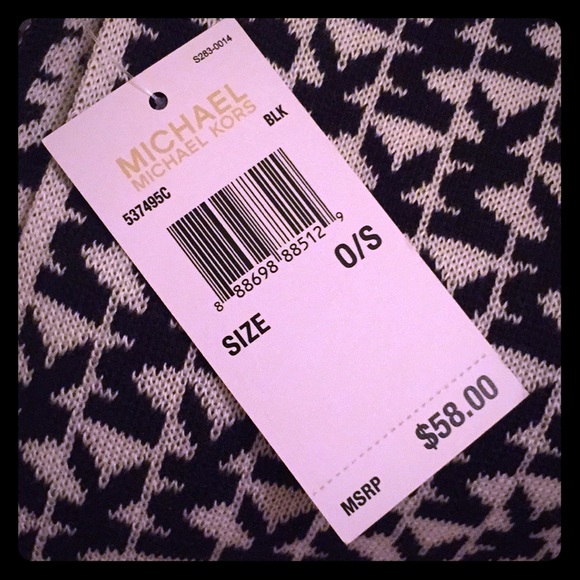 S283-0014
MICHAEL
MICHAEL KORS
537495C
BLK
8 88698 88512 9
SIZE
O/S
MSRP
$58.00